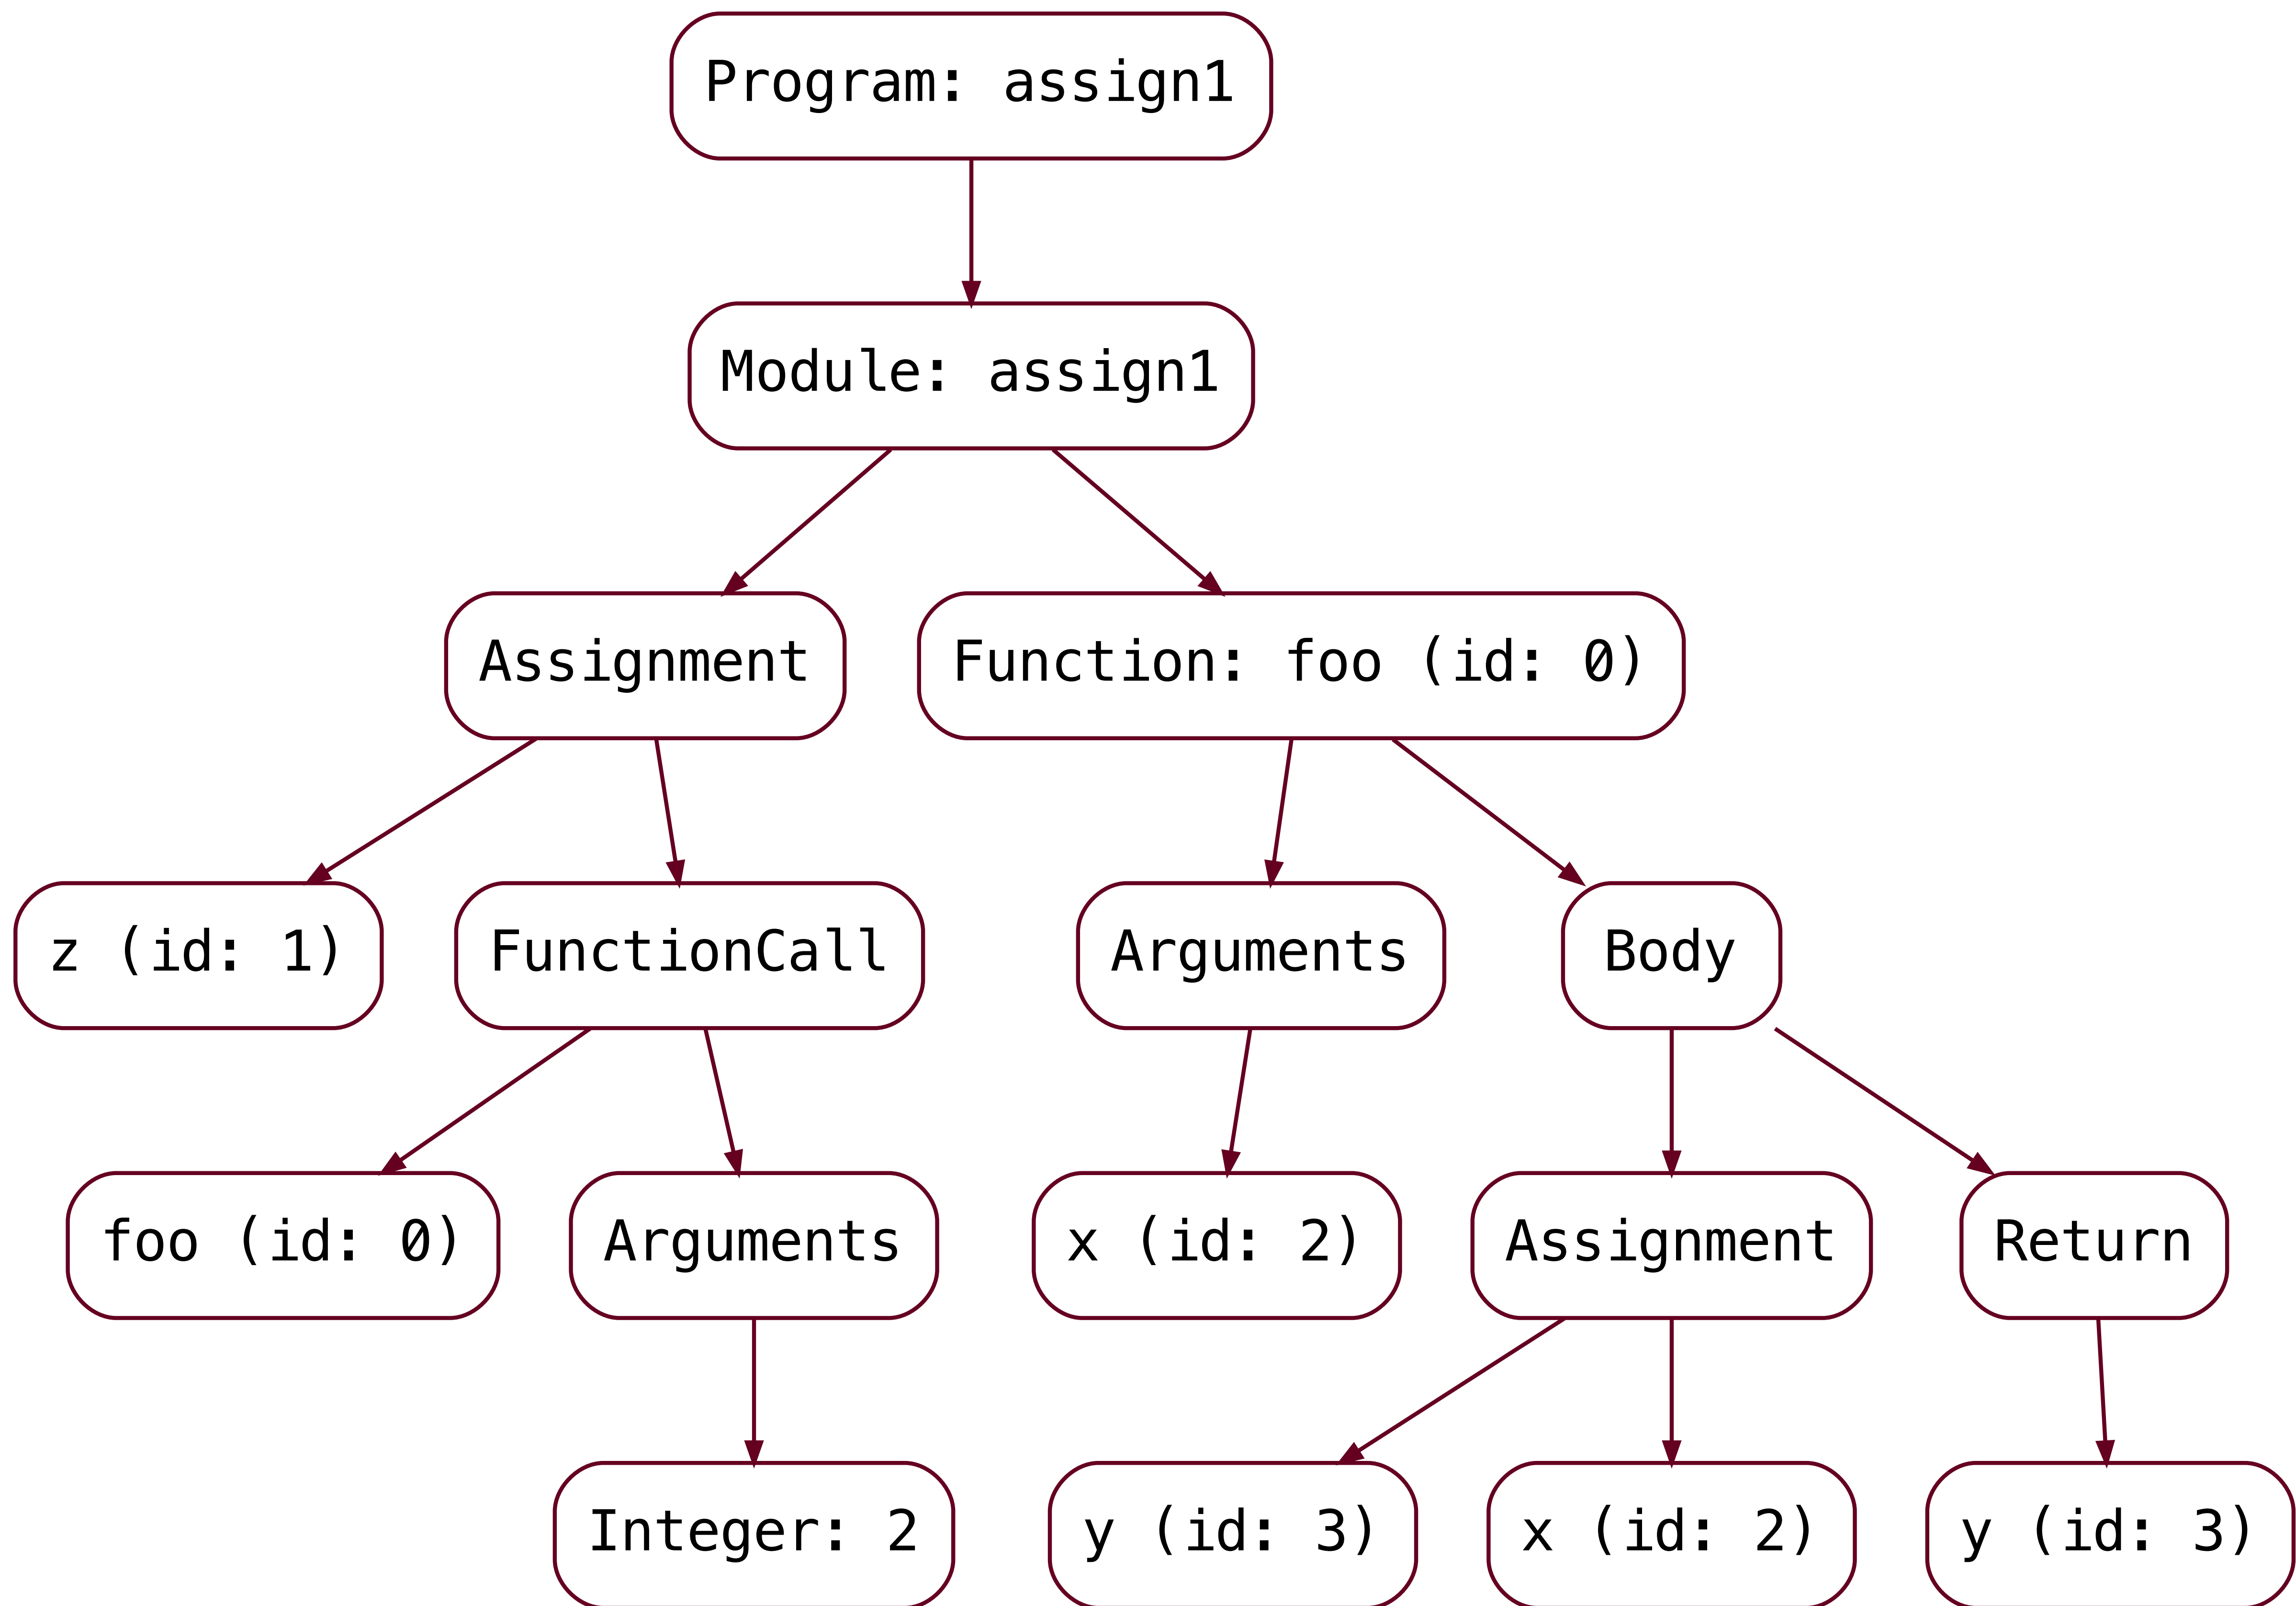 Program: assign1
Module: assign1
Assignment
Function: foo (id: 0)
z (id: 1)
FunctionCall
Arguments
Body
foo (id: 0)
Arguments
x (id: 2)
Assignment
Return
Integer: 2
y (id: 3)
x (id: 2)
y (id: 3)